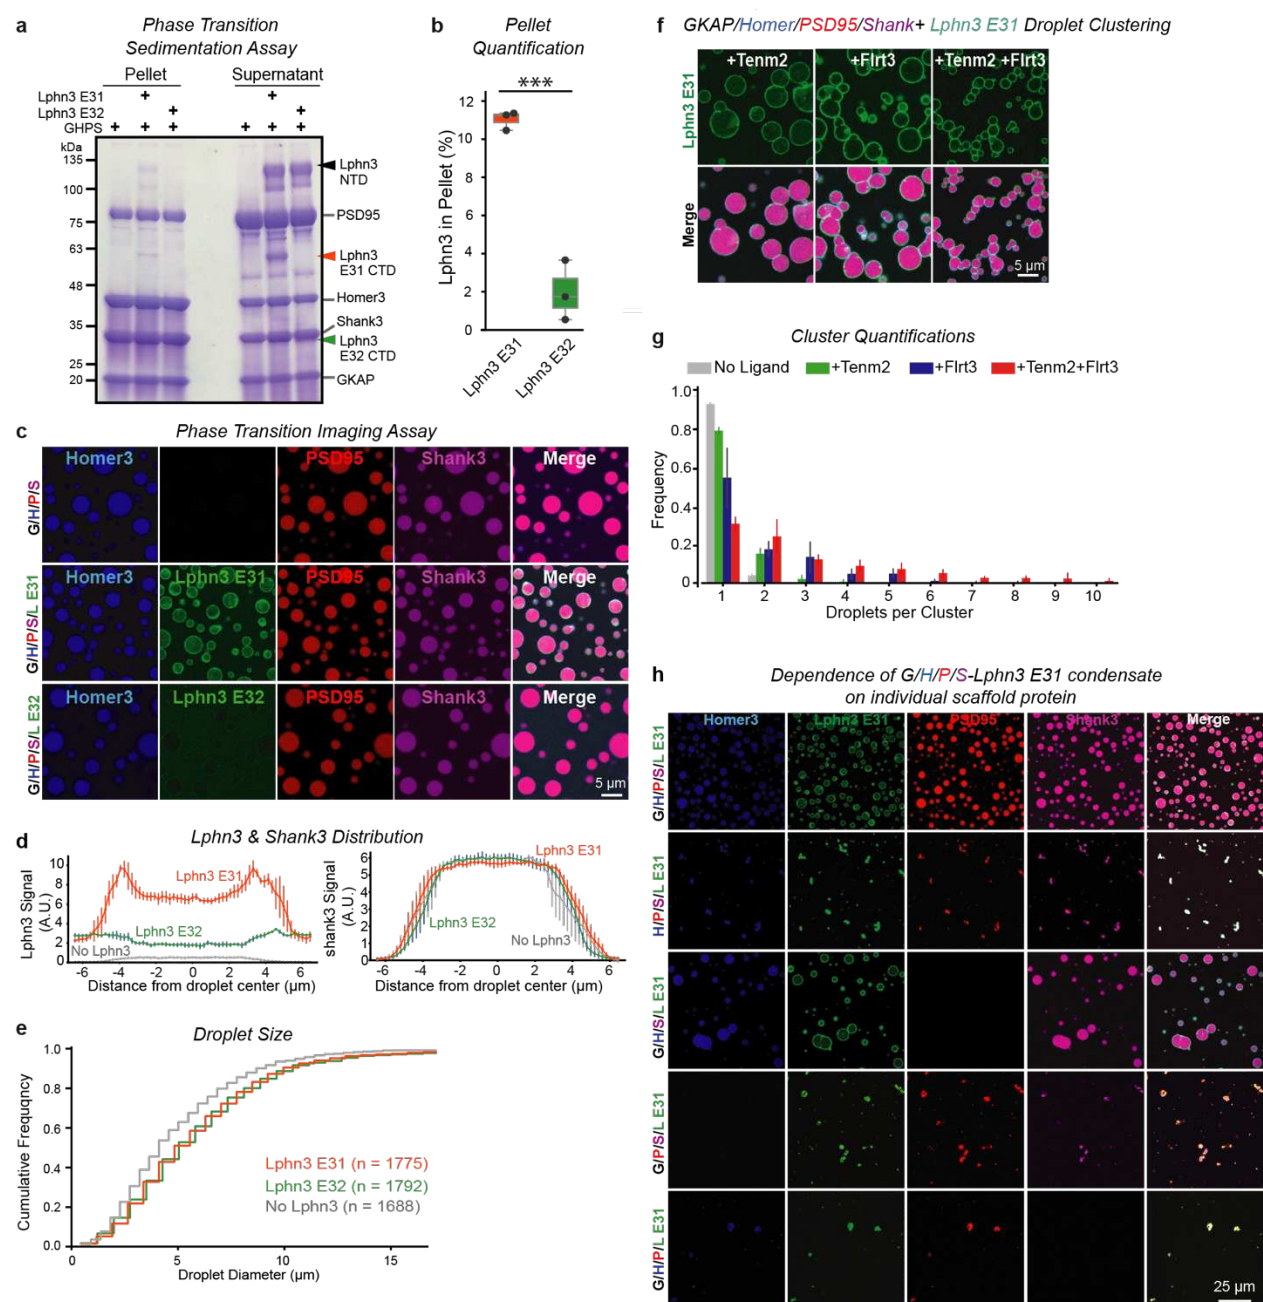 a
Phase Transition
Sedimentation Assay
Pellet
Supernatant
Lphn3 E31
+
+
Lphn3 E32
+
+
GHPS
+
+
+
+
+
+
kDa
135
100
75
63
48
35
25
20
Lphn3
NTD
PSD95
Lphn3
E31 CTD
Homer3
Shank3
Lphn3
E32 CTD
GKAP
b
Pellet
Quantification
***
Lphn3 in Pellet (%)
12
10
8
6
4
2
0
Lphn3 E31
Lphn3 E32
c
Phase Transition Imaging Assay
Homer3
PSD95
Shank3
Merge
G/H/P/S
Homer3
Lphn3 E31
PSD95
Shank3
Merge
G/H/P/S/L E31
Homer3
Lphn3 E32
PSD95
Shank3
Merge
G/H/P/S/L E32
5 µm
d
Lphn3 & Shank3 Distribution
Lphn3 Signal
(A.U.)
10
8
6
4
2
0
Lphn3 E31
Lphn3 E32
No Lphn3
-6
-4
-2
0
2
4
6
Distance from droplet center (µm)
shank3 Signal
(A.U.)
6
5
4
3
2
1
0
Lphn3 E31
Lphn3 E32
No Lphn3
-6
-4
-2
0
2
4
6
Distance from droplet center (µm)
e
Droplet Size
Cumulative Frequqncy
1.0
0.8
0.6
0.4
0.2
0.0
Lphn3 E31 (n = 1775)
Lphn3 E32 (n = 1792)
No Lphn3 (n = 1688)
5
10
15
Droplet Diameter (µm)
f
GKAP/Homer/PSD95/Shank+ Lphn3 E31 Droplet Clustering
+Tenm2
+Flrt3
+Tenm2 +Flrt3
Lphn3 E31
Merge
5 µm
g
Cluster Quantifications
No Ligand
+Tenm2
+Flrt3
+Tenm2+Flrt3
Frequency
1.0
0.8
0.6
0.4
0.2
0
1
2
3
4
5
6
7
8
9
10
Droplets per Cluster
h
Dependence of G/H/P/S-Lphn3 E31 condensate
on individual scaffold protein
Homer3
Lphn3 E31
PSD95
Shank3
Merge
G/H/P/S/L E31
H/P/S/L E31
G/H/S/L E31
G/P/S/L E31
G/H/P/L E31
25 µm